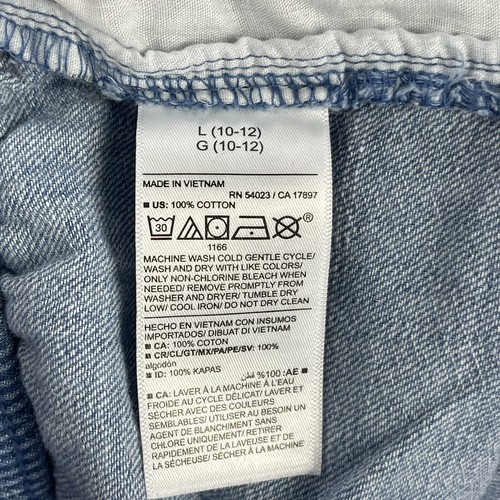 L (10-12)
G (10-12)
MADE IN VIETNAM
RN 54023 / CA 17897
■ US: 100% COTTON
30
®
1166
MACHINE WASH COLD GENTLE CYCLE/
WASH AND DRY WITH LIKE COLORS/
ONLY NON-CHLORINE BLEACH WHEN
NEEDED/ REMOVE PROMPTLY FROM
WASHER AND DRYER/ TUMBLE DRY
LOW/ COOL IRON/ DO NOT DRY CLEAN
HECHO EN VIETNAM CON INSUMOS
IMPORTADOS/ DIBUAT DI VIETNAM
■ CA: 100% COTON
■ CR/CL/GT/MX/PA/PE/SV: 100%
algodón
■ ID: 100% KAPAS
■ AE: 100% قطن
■ CA: LAVER À LA MACHINE À L'EAU
FROIDE AU CYCLE DÉLICAT/ LAVER ET
SÉCHER AVEC DES COULEURS
SEMBLABLES/ UTILISER AU BESOIN UN
AGENT DE BLANCHIMENT SANS
CHLORE UNIQUEMENT/ RETIRER
RAPIDEMENT DE LA LAVEUSE ET DE
LA SÉCHEUSE/ SÉCHER À LA MACHINE